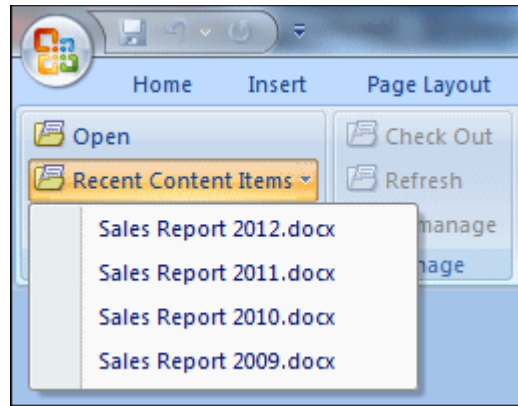 Home Insert Page Layout
Open
Check Out
Recent Content Items
Refresh
Sales Report 2012.docx
manage
Sales Report 2011.docx
nage
Sales Report 2010.docx
Sales Report 2009.docx